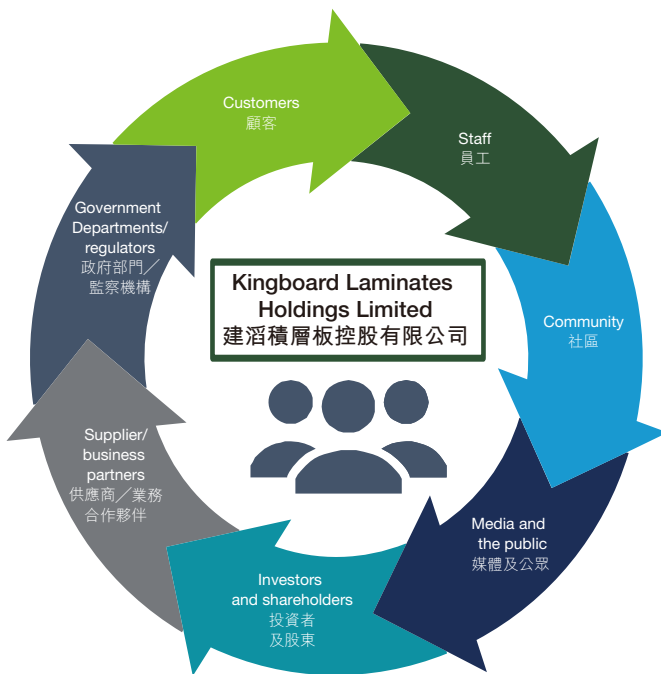 Customers
顧客
Staff
員工
Government
Departments/
regulators
政府部門／
監察機構
Kingboard Laminates
Holdings Limited
建滔積層板控股有限公司
Community
社區
Supplier/
business
partners
供應商／業務
合作夥伴
Media and
the public
媒體及公眾
Investors
and shareholders
投資者
及股東